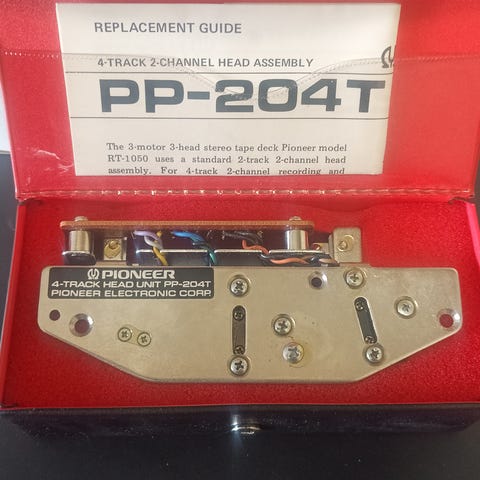 REPLACEMENT GUIDE
4-TRACK 2-CHANNEL HEAD ASSEMBLY
PP-204T
The 3-motor 3-head stereo tape deck Pioneer model
RT-1050 uses a standard 2-track 2-channel head
assembly. For 4-track 2-channel recording and
PIONEER
4-TRACK HEAD UNIT PP-204T
PIONEER ELECTRONIC CORP.